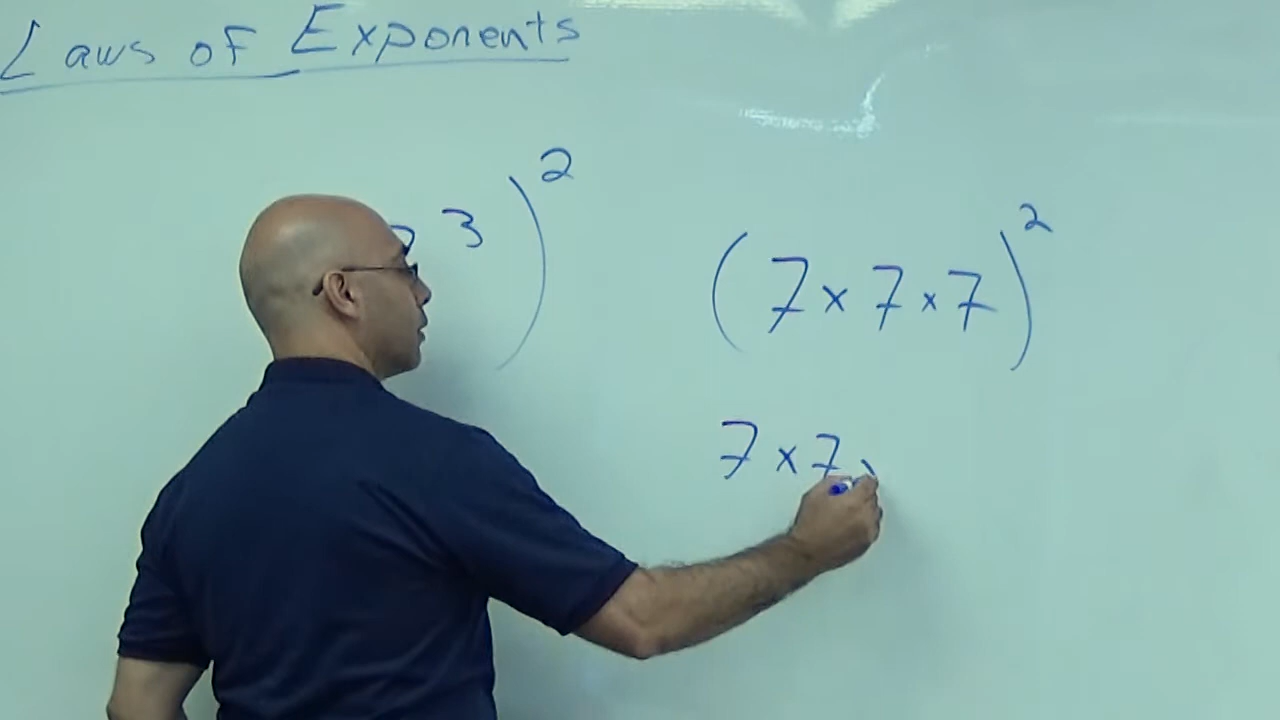 Laws of Exponents
3 ) 2
( 7 x 7 x 7 ) 2
7 x 7